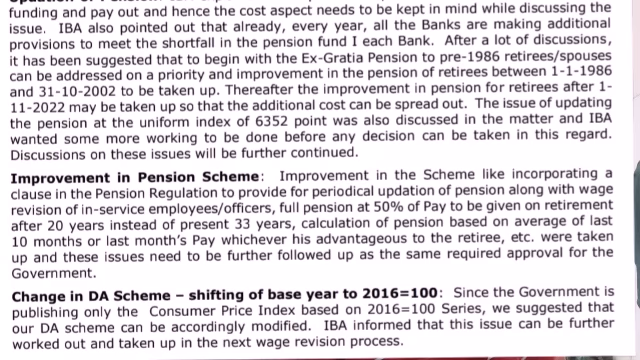 funding and pay out and hence the cost aspect needs to be kept in mind while discussing the
issue. IBA also pointed out that already, every year, all the Banks are making additional
provisions to meet the shortfall in the pension fund I each Bank. After a lot of discussions,
it has been suggested that to begin with the Ex-Gratia Pension to pre-1986 retirees/spouses
can be addressed on a priority and improvement in the pension of retirees between 1-1-1986
and 31-10-2002 to be taken up. Thereafter the improvement in pension for retirees after 1-
11-2022 may be taken up so that the additional cost can be spread out. The issue of updating
the pension at the uniform index of 6352 point was also discussed in the matter and IBA
wanted some more working to be done before any decision can be taken in this regard.
Discussions on these issues will be further continued.
Improvement in Pension Scheme: Improvement in the Scheme like incorporating a
clause in the Pension Regulation to provide for periodical updation of pension along with wage
revision of in-service employees/officers, full pension at 50% of Pay to be given on retirement
after 20 years instead of present 33 years, calculation of pension based on average of last
10 months or last month's Pay whichever his advantageous to the retiree, etc. were taken
up and these issues need to be further followed up as the same required approval for the
Government.
Change in DA Scheme – shifting of base year to 2016=100: Since the Government is
publishing only the Consumer Price Index based on 2016=100 Series, we suggested that
our DA scheme can be accordingly modified. IBA informed that this issue can be further
worked out and taken up in the next wage revision process.